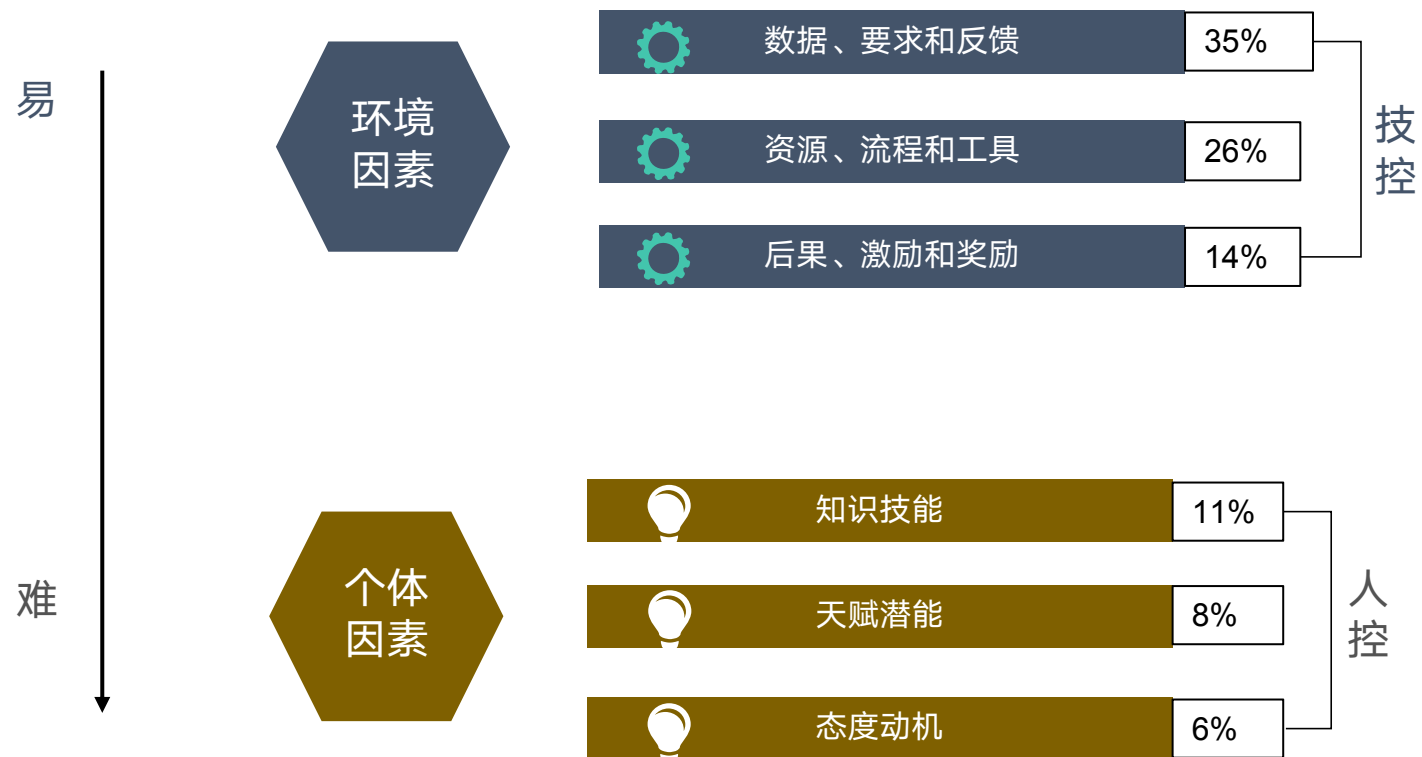 易
难
环境
因素
数据、要求和反馈 35%
资源、流程和工具 26%
后果、激励和奖励 14%
技
控
个体
因素
知识技能 11%
天赋潜能 8%
态度动机 6%
人
控